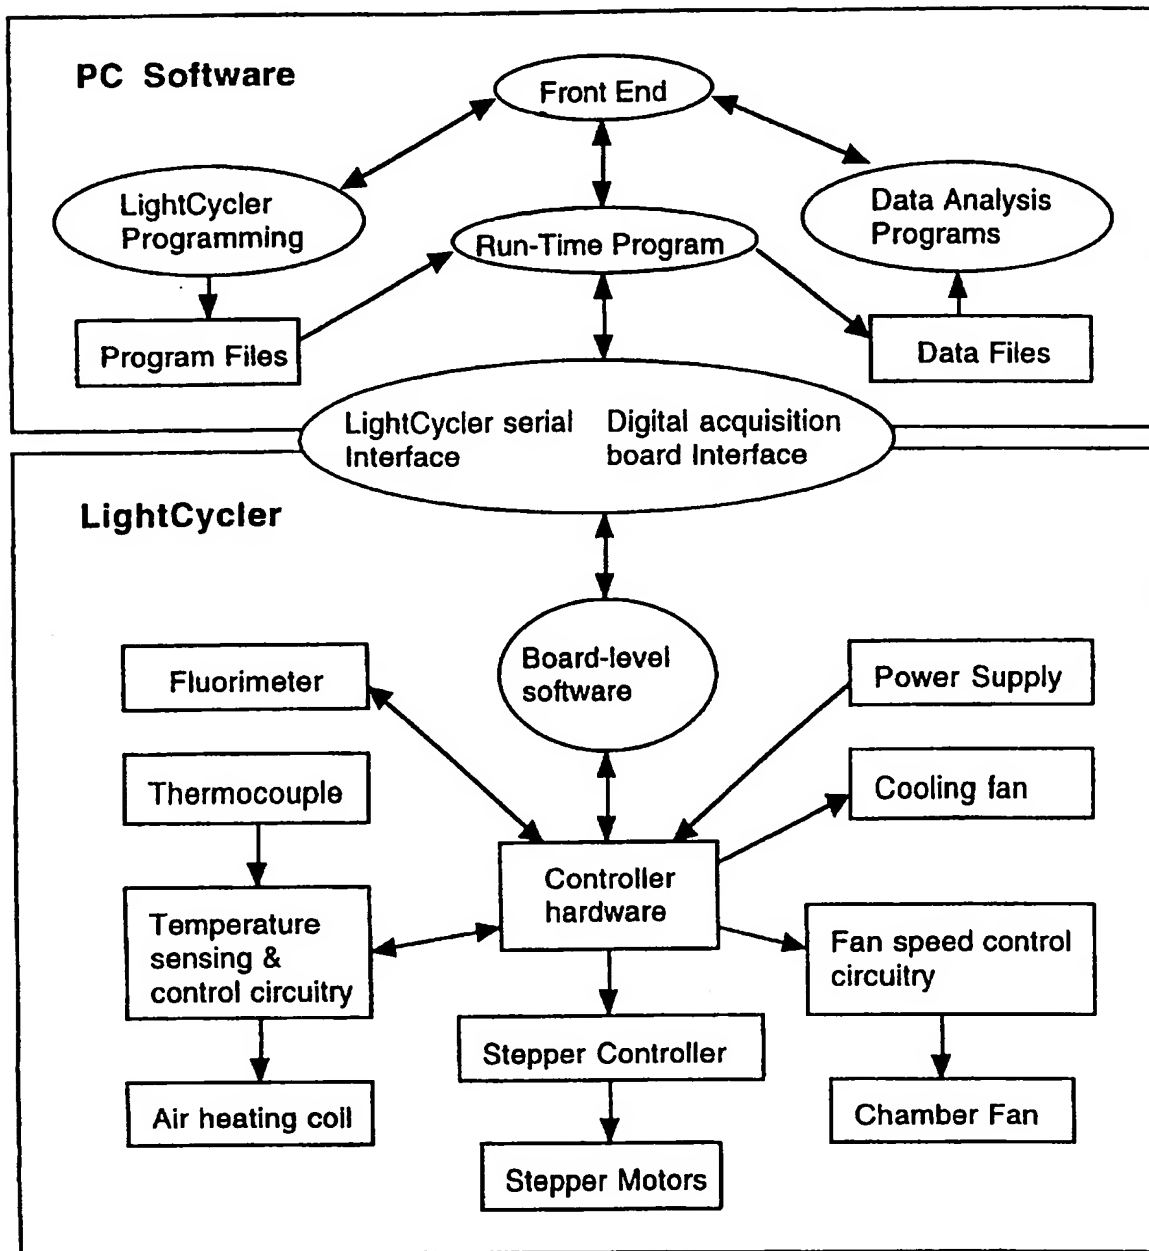 PC Software
Front End
LightCycler
Programming
Run-Time Program
Data Analysis
Programs
Program Files
Data Files
LightCycler serial
Interface
Digital acquisition
board Interface
LightCycler
Board-level
software
Fluorimeter
Power Supply
Thermocouple
Cooling fan
Controller
hardware
Temperature
sensing &
control circuitry
Fan speed control
circuitry
Stepper Controller
Air heating coil
Chamber Fan
Stepper Motors